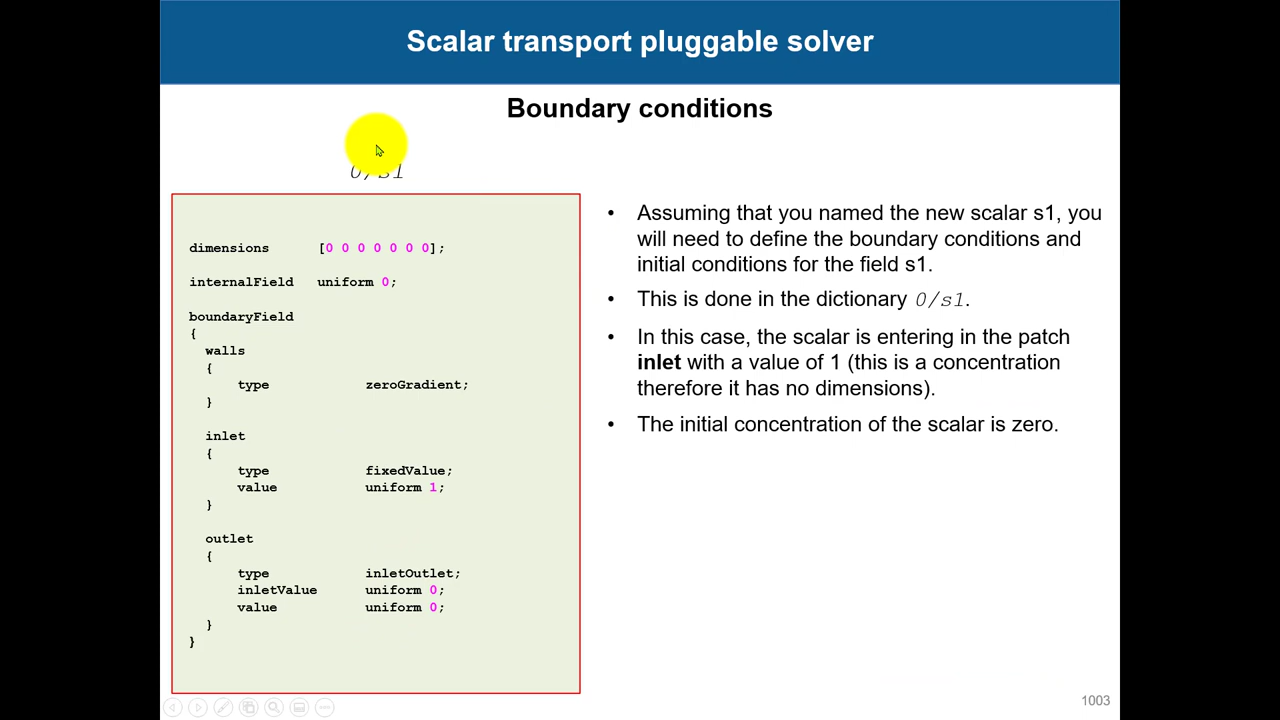 Scalar transport pluggable solver
Boundary conditions
0/s1
dimensions [0 0 0 0 0 0 0];
internalField uniform 0;
boundaryField
{
walls
{
type zeroGradient;
}
inlet
{
type fixedValue;
value uniform 1;
}
outlet
{
type inletOutlet;
inletValue uniform 0;
value uniform 0;
}
}
• Assuming that you named the new scalar s1, you
will need to define the boundary conditions and
initial conditions for the field s1.
• This is done in the dictionary 0/s1.
• In this case, the scalar is entering in the patch
inlet with a value of 1 (this is a concentration
therefore it has no dimensions).
• The initial concentration of the scalar is zero.
1003